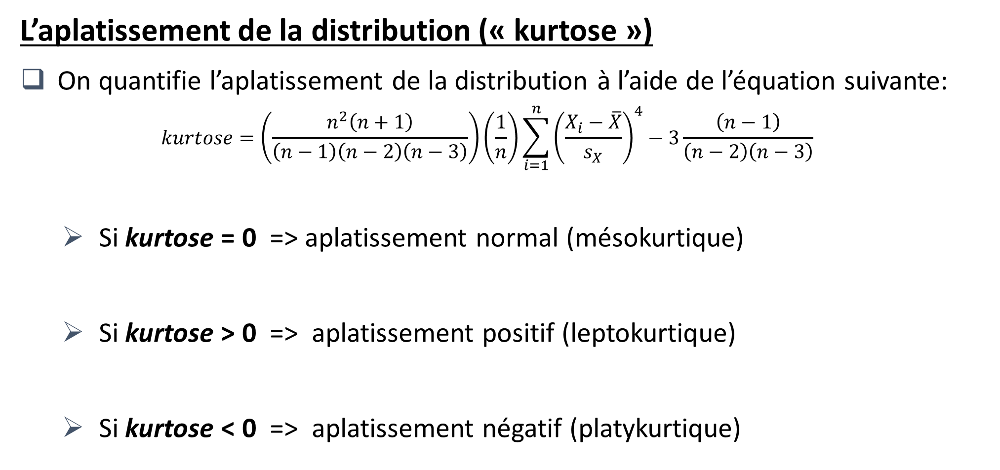 L’aplatissement de la distribution (« kurtose »)
❑ On quantifie l’aplatissement de la distribution à l’aide de l’équation suivante:
$kurtose = \left(\frac{n^2(n+1)}{(n-1)(n-2)(n-3)}\right)\left(\frac{1}{n}\right)\sum_{i=1}^{n}\left(\frac{X_i-\bar{X}}{s_X}\right)^4 - 3\frac{(n-1)}{(n-2)(n-3)}$
➢ Si kurtose = 0 => aplatissement normal (mésokurtique)
➢ Si kurtose > 0 => aplatissement positif (leptokurtique)
➢ Si kurtose < 0 => aplatissement négatif (platykurtique)